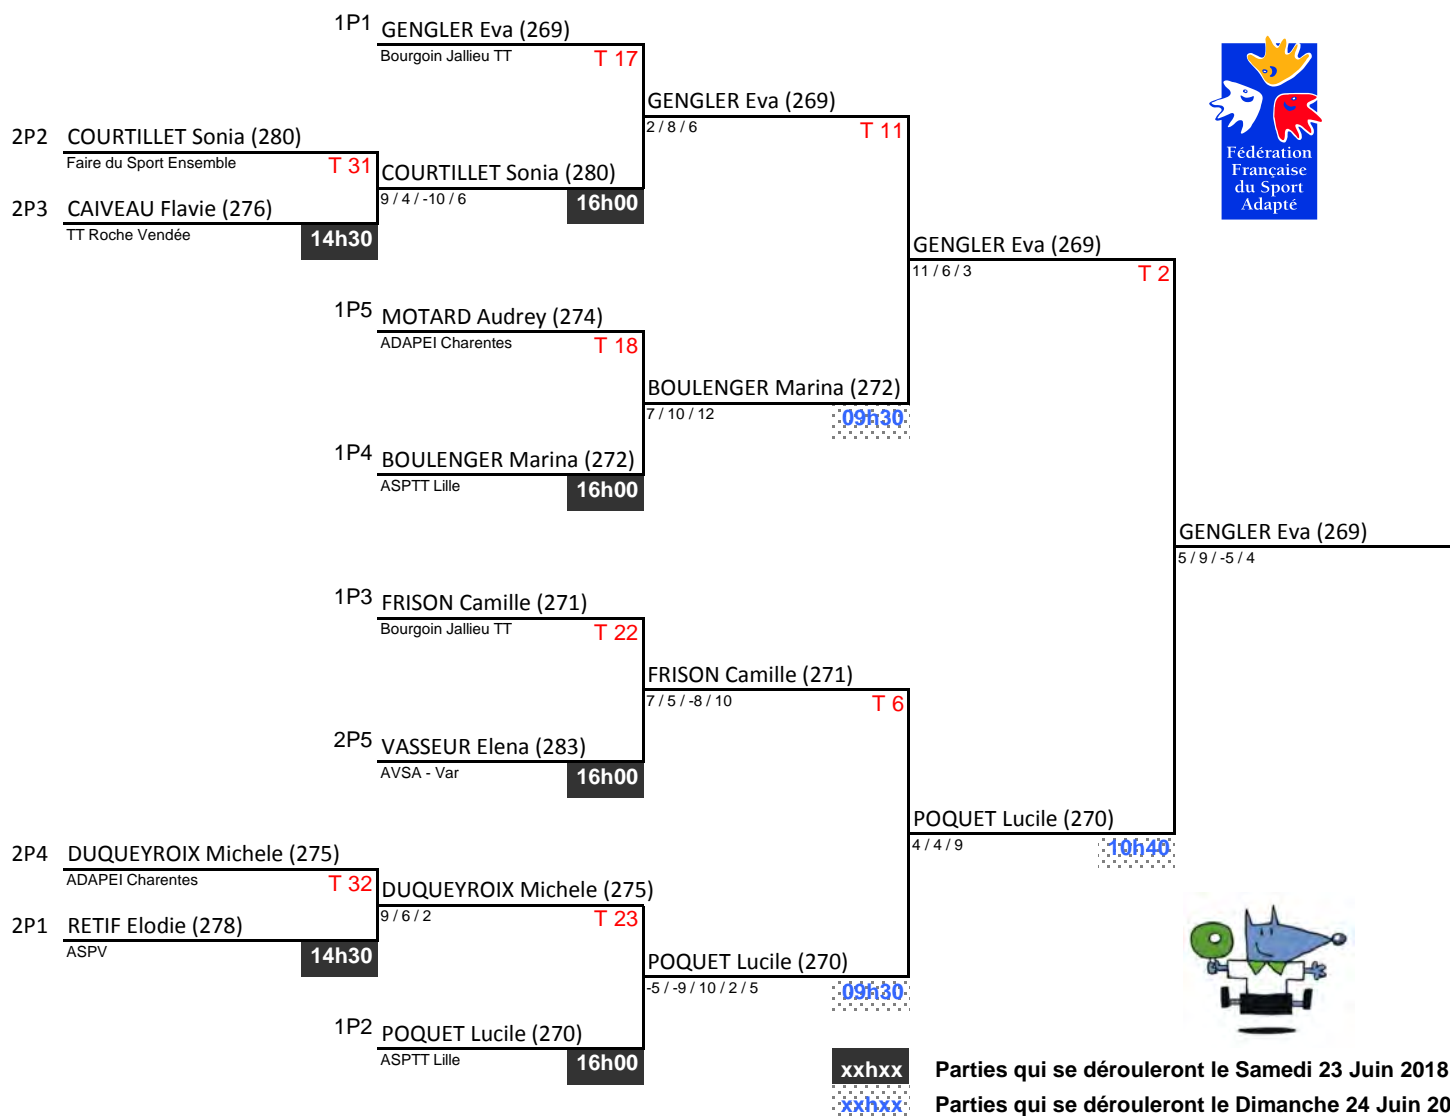 1P1 GENGLER Eva (269)
Bourgoin Jallieu TT
T 17
GENGLER Eva (269)
2 / 8 / 6
T 11
2P2 COURTILLET Sonia (280)
Faire du Sport Ensemble
T 31
COURTILLET Sonia (280)
9 / 4 / -10 / 6
16h00
2P3 CAIVEAU Flavie (276)
TT Roche Vendée
14h30
Fédération
Française
du Sport
Adapté
GENGLER Eva (269)
11 / 6 / 3
T 2
1P5 MOTARD Audrey (274)
ADAPEI Charentes
T 18
BOULENGER Marina (272)
7 / 10 / 12
09h30
1P4 BOULENGER Marina (272)
ASPTT Lille
16h00
GENGLER Eva (269)
5 / 9 / -5 / 4
1P3 FRISON Camille (271)
Bourgoin Jallieu TT
T 22
FRISON Camille (271)
7 / 5 / -8 / 10
T 6
2P5 VASSEUR Elena (283)
AVSA - Var
16h00
POQUET Lucile (270)
4 / 4 / 9
10h40
2P4 DUQUEYROIX Michele (275)
ADAPEI Charentes
T 32
DUQUEYROIX Michele (275)
9 / 6 / 2
T 23
2P1 RETIF Elodie (278)
ASPV
14h30
POQUET Lucile (270)
-5 / -9 / 10 / 2 / 5
09h30
1P2 POQUET Lucile (270)
ASPTT Lille
16h00
xxhxx Parties qui se dérouleront le Samedi 23 Juin 2018
xxhxx Parties qui se dérouleront le Dimanche 24 Juin 20